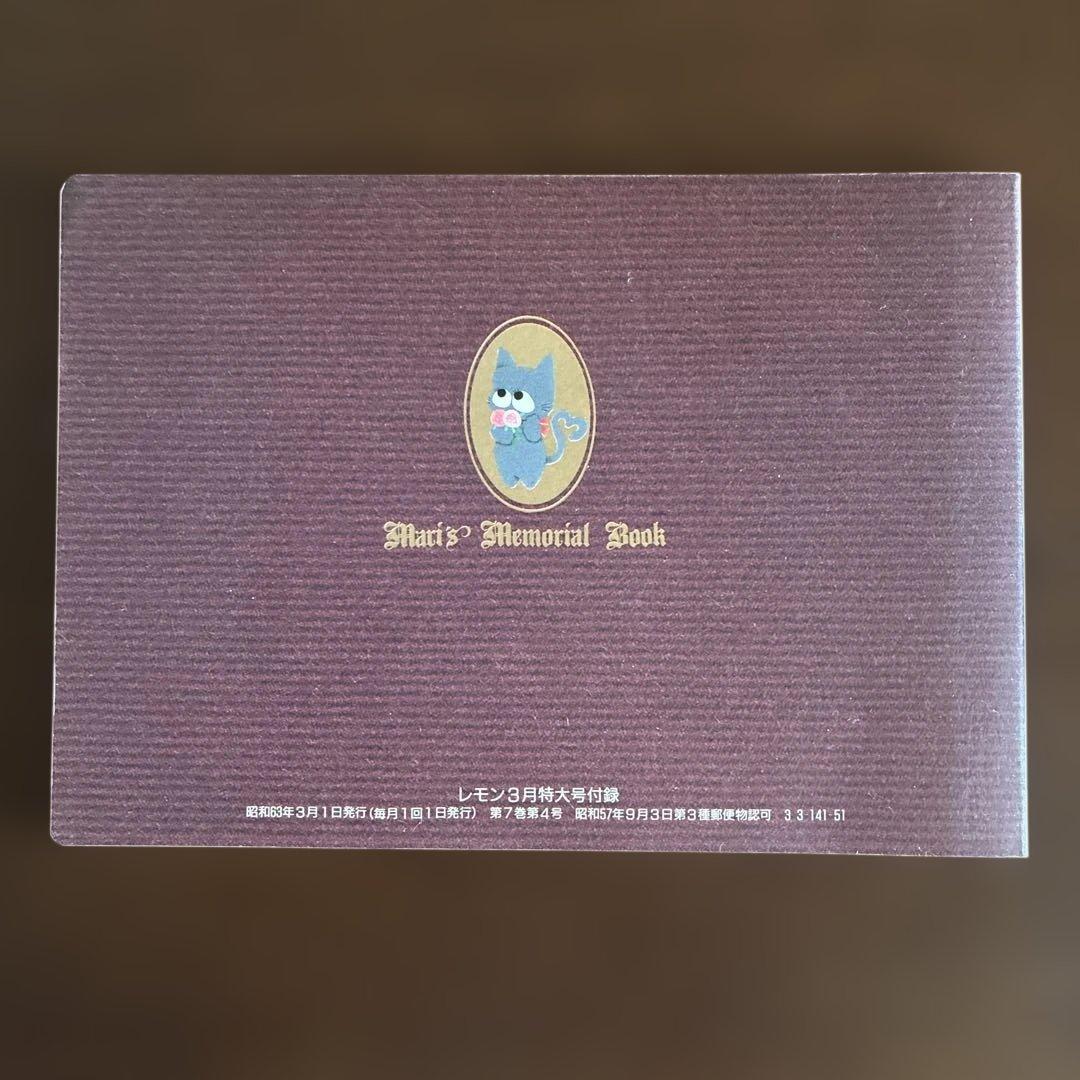 Mari's Memorial Book
レモン3月特大号付録
昭和63年3月1日発行(毎月1回1日発行) 第7巻第4号 昭和57年9月3日第3種郵便物認可 3 3-141-51